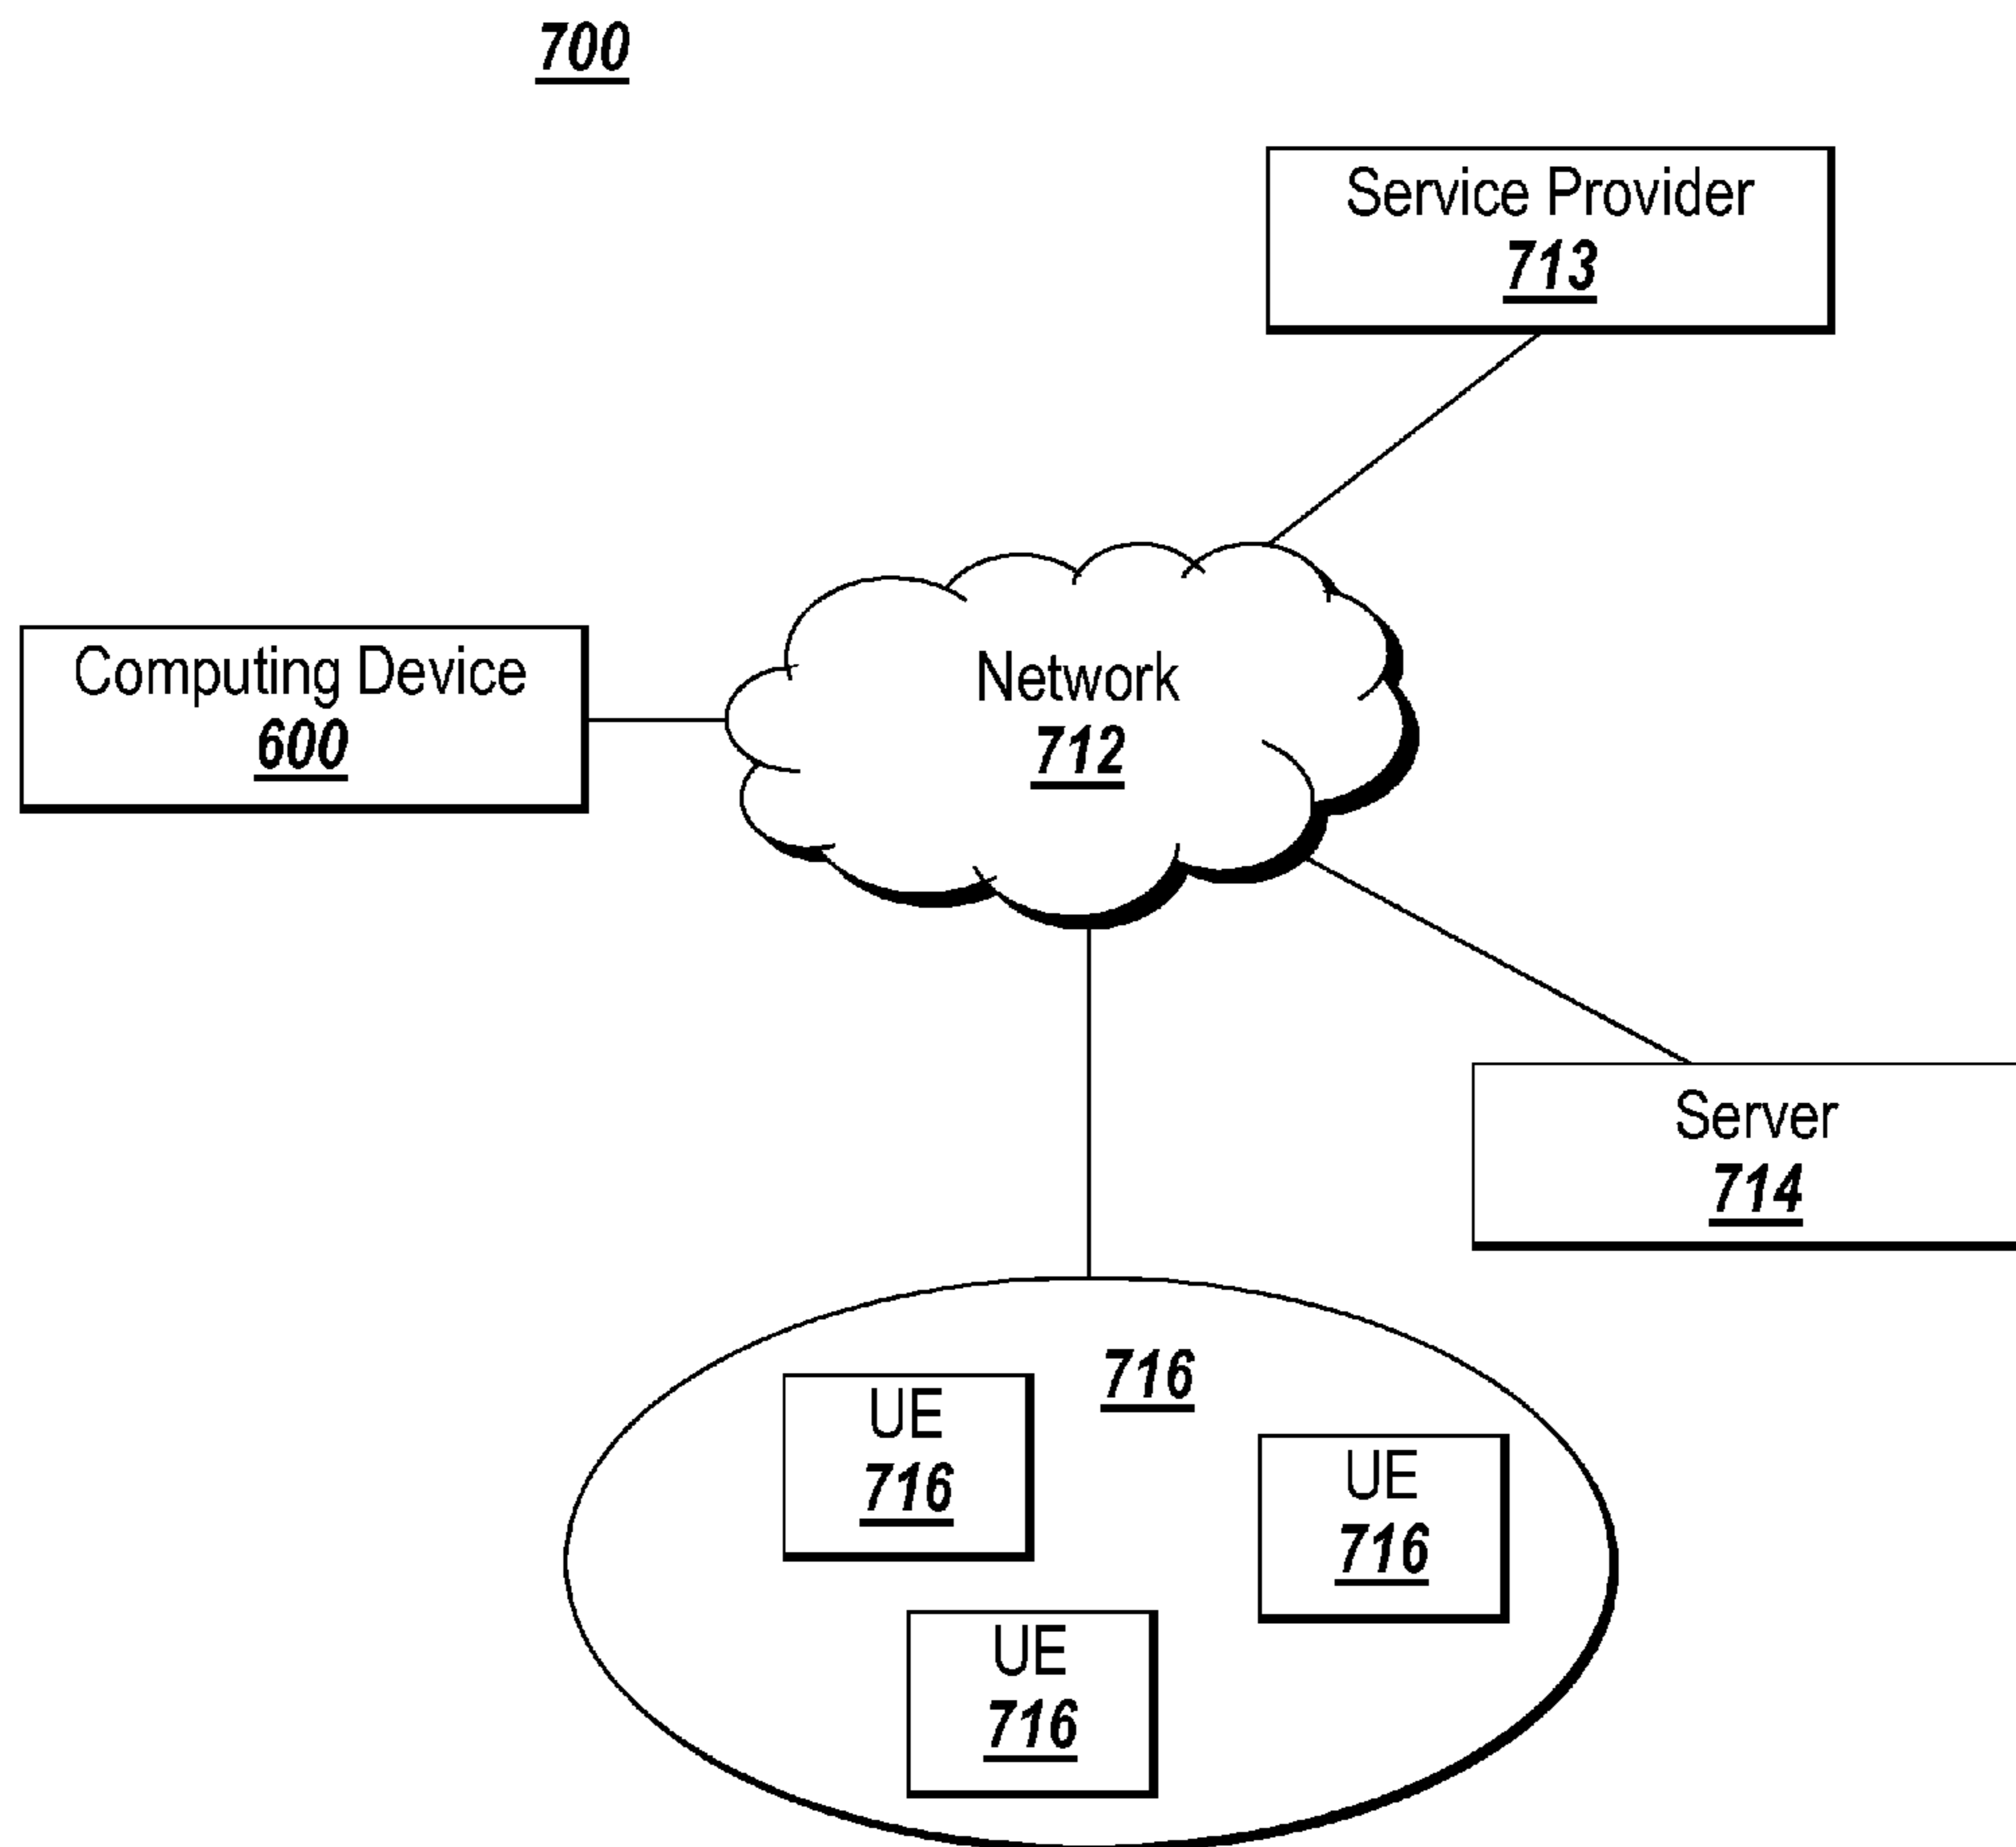 700
Service Provider
713
Computing Device
600
Network
712
Server
714
716
UE
716
UE
716
UE
716